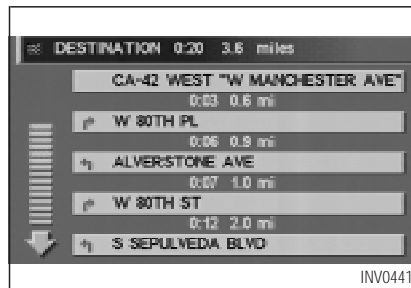 DESTINATION 0:20 3.6 miles
CA-42 WEST "W MANCHESTER AVE"
0:03 0.6 mi
W 80TH PL
0:06 0.9 mi
ALVERSTONE AVE
0:07 1.0 mi
W 80TH ST
0:12 2.0 mi
S SEPULVEDA BLVD
INV0441